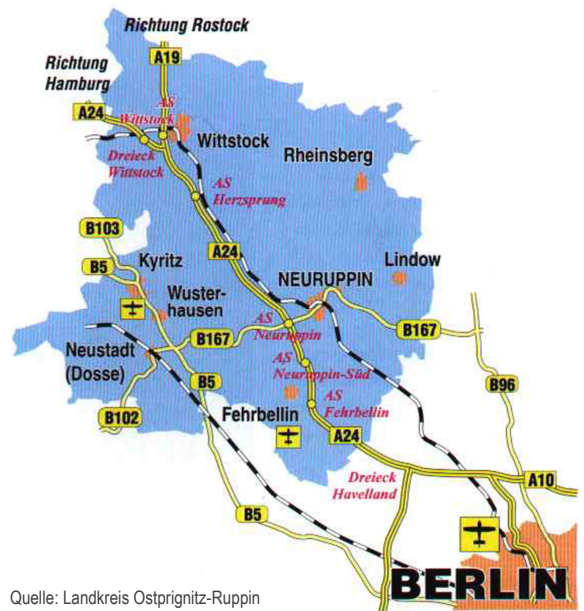 Richtung Rostock
A19
Richtung
Hamburg
A24
AS
Wittstock
Wittstock
Dreieck
Wittstock
Rheinsberg
AS
Herzsprung
B103
A24
B5
Kyritz
Lindow
NEURUPPIN
Wuster-
hausen
AS
Neuruppin
B167
B167
Neustadt
(Dosse)
AS
Neuruppin-Süd
B5
B96
AS
Fehrbellin
B102
Fehrbellin
A24
Dreieck
Havelland
A10
B5
BERLIN
Quelle: Landkreis Ostprignitz-Ruppin